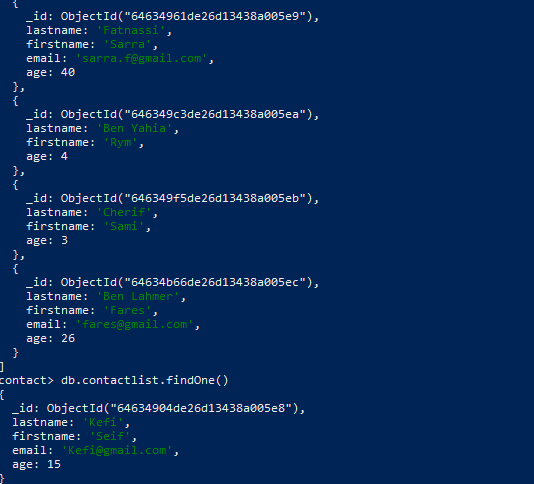 {
_id: ObjectId("64634961de26d13438a005e9"),
lastname: 'Fatnassi',
firstname: 'Sarra',
email: 'sarra.f@gmail.com',
age: 40
},
{
_id: ObjectId("646349c3de26d13438a005ea"),
lastname: 'Ben Yahia',
firstname: 'Rym',
age: 4
},
{
_id: ObjectId("646349f5de26d13438a005eb"),
lastname: 'Cherif',
firstname: 'Sami',
age: 3
},
{
_id: ObjectId("64634b66de26d13438a005ec"),
lastname: 'Ben Lahmer',
firstname: 'Fares',
email: 'fares@gmail.com',
age: 26
}
]
contact> db.contactlist.findOne()
{
_id: ObjectId("64634904de26d13438a005e8"),
lastname: 'Kefi',
firstname: 'Seif',
email: 'Kefi@gmail.com',
age: 15
}